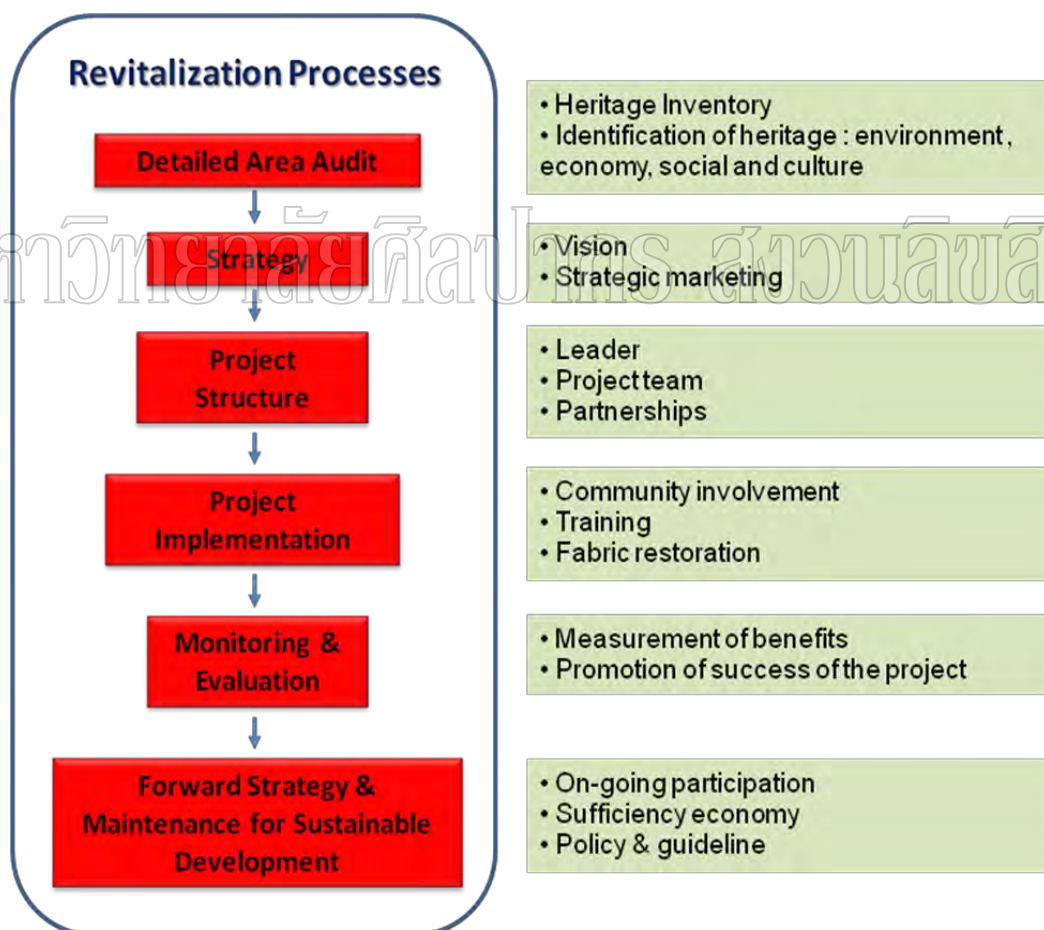 Revitalization Processes
Detailed Area Audit
• Heritage Inventory
• Identification of heritage : environment,
economy, social and culture
Strategy
• Vision
• Strategic marketing
Project
Structure
• Leader
• Project team
• Partnerships
Project
Implementation
• Community involvement
• Training
• Fabric restoration
Monitoring &
Evaluation
• Measurement of benefits
• Promotion of success of the project
Forward Strategy &
Maintenance for Sustainable
Development
• On-going participation
• Sufficiency economy
• Policy & guideline